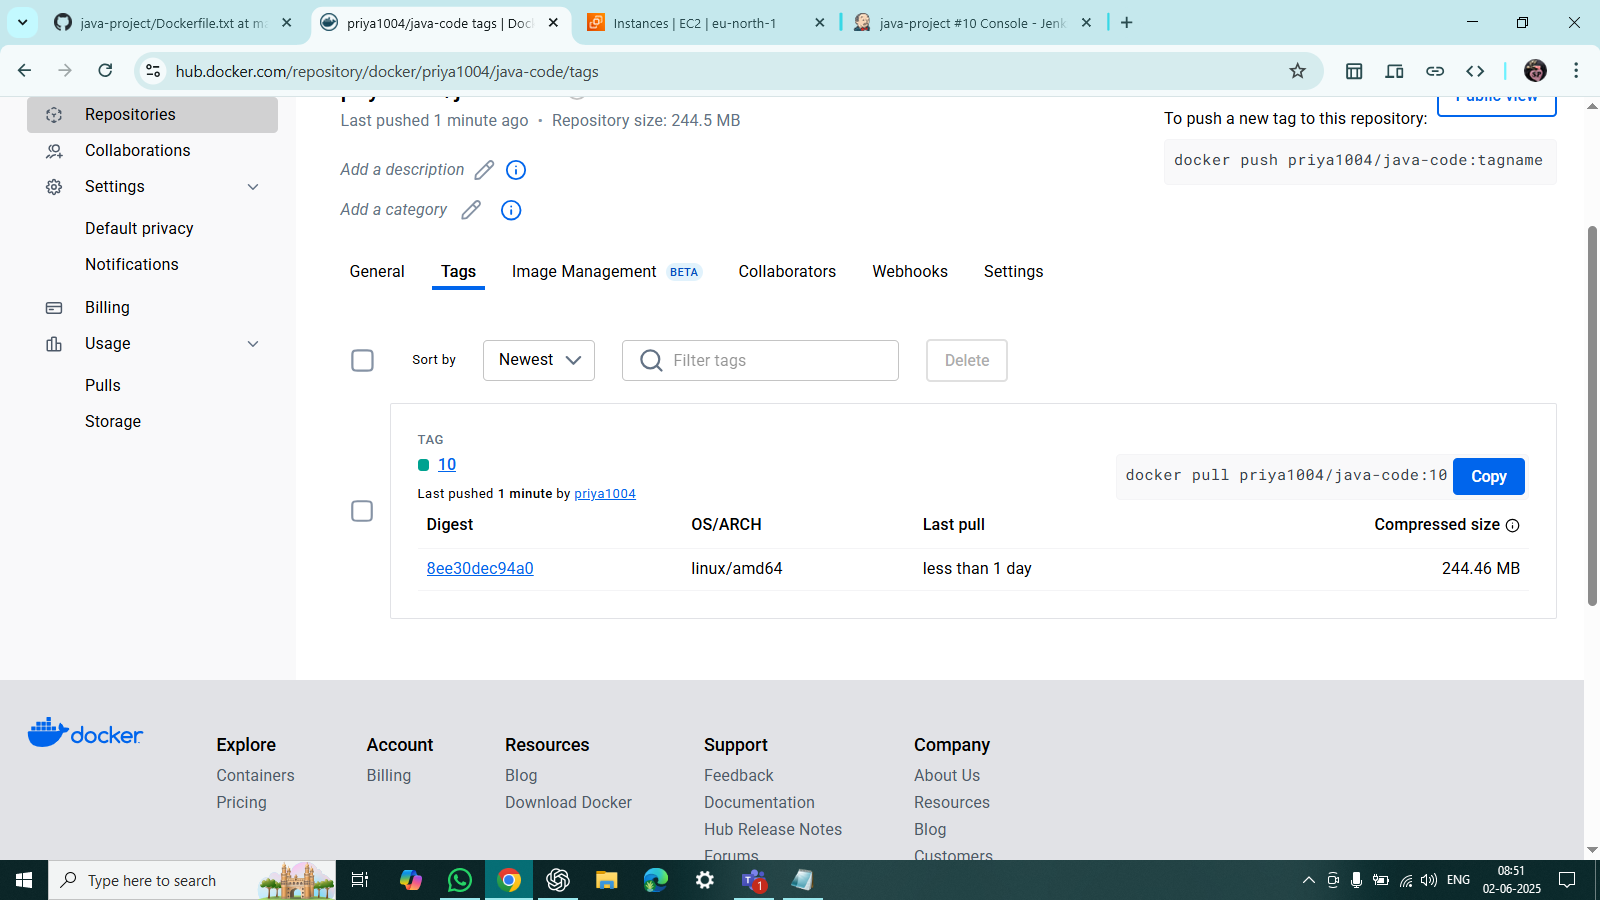 java-project/Dockerfile.txt at ma
priya1004/java-code tags | Dock
Instances | EC2 | eu-north-1
java-project #10 Console - Jenk
hub.docker.com/repository/docker/priya1004/java-code/tags
Repositories
Collaborations
Settings
Default privacy
Notifications
Billing
Usage
Pulls
Storage
Last pushed 1 minute ago • Repository size: 244.5 MB
Add a description
Add a category
Public view
To push a new tag to this repository:
docker push priya1004/java-code:tagname
General Tags Image Management BETA Collaborators Webhooks Settings
Sort by Newest Filter tags Delete
TAG
10
Last pushed 1 minute by priya1004
docker pull priya1004/java-code:10 Copy
Digest OS/ARCH Last pull Compressed size
8ee30dec94a0 linux/amd64 less than 1 day 244.46 MB
docker
Explore
Containers
Pricing
Account
Billing
Resources
Blog
Download Docker
Support
Feedback
Documentation
Hub Release Notes
Forums
Company
About Us
Resources
Blog
Customers
Type here to search
1
ENG
08:51
02-06-2025